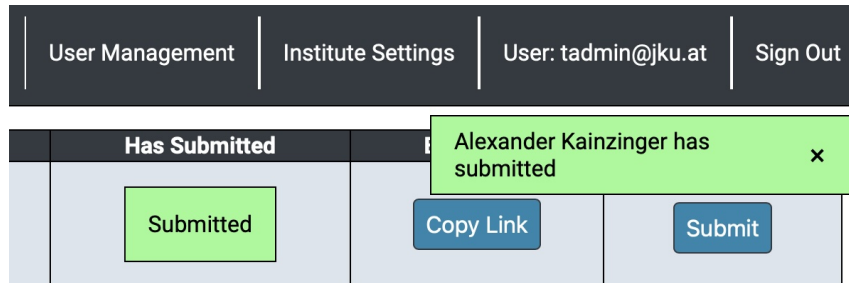 User Management Institute Settings User: tadmin@jku.at Sign Out
Has Submitted
Alexander Kainzinger has
submitted
×
Submitted Copy Link Submit